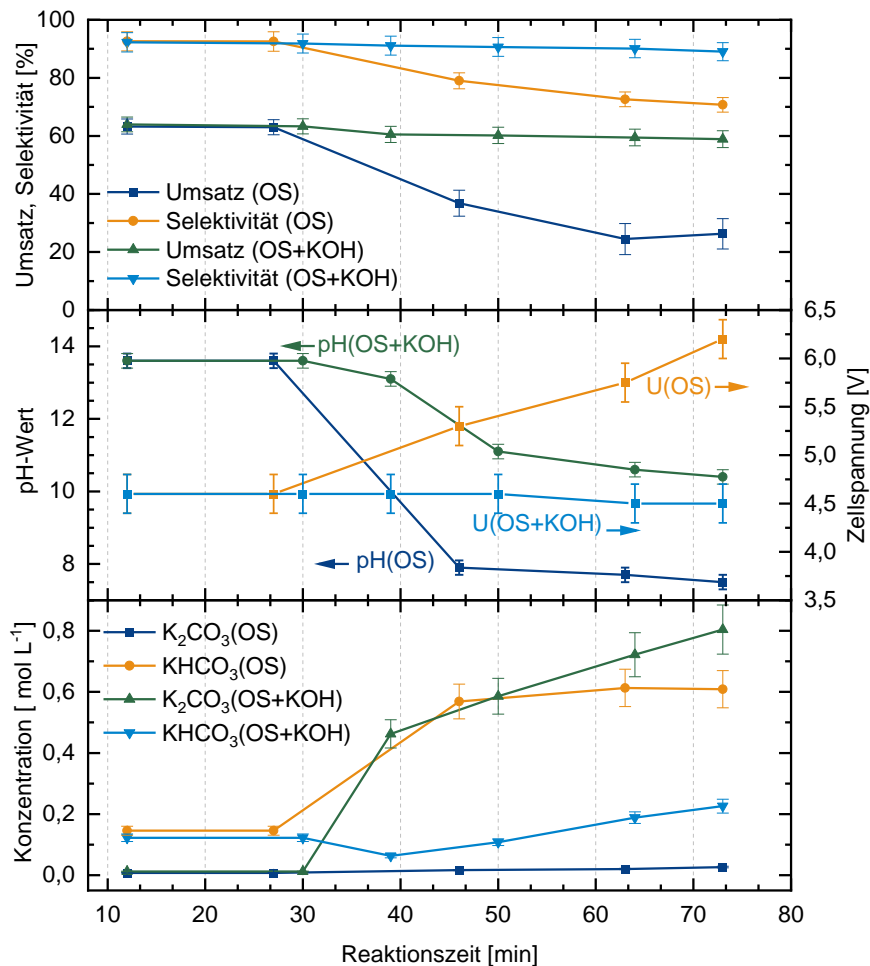 Umsatz, Selektivität [%]
100
80
60
40
20
0
Umsatz (OS)
Selektivität (OS)
Umsatz (OS+KOH)
Selektivität (OS+KOH)
pH-Wert
14
12
10
8
pH(OS+KOH)
U(OS)
U(OS+KOH)
pH(OS)
6,5
6,0
5,5
5,0
4,5
4,0
3,5
Zellspannung [V]
Konzentration [ mol L⁻¹]
0,8
0,6
0,4
0,2
0,0
K₂CO₃(OS)
KHCO₃(OS)
K₂CO₃(OS+KOH)
KHCO₃(OS+KOH)
10 20 30 40 50 60 70 80
Reaktionszeit [min]